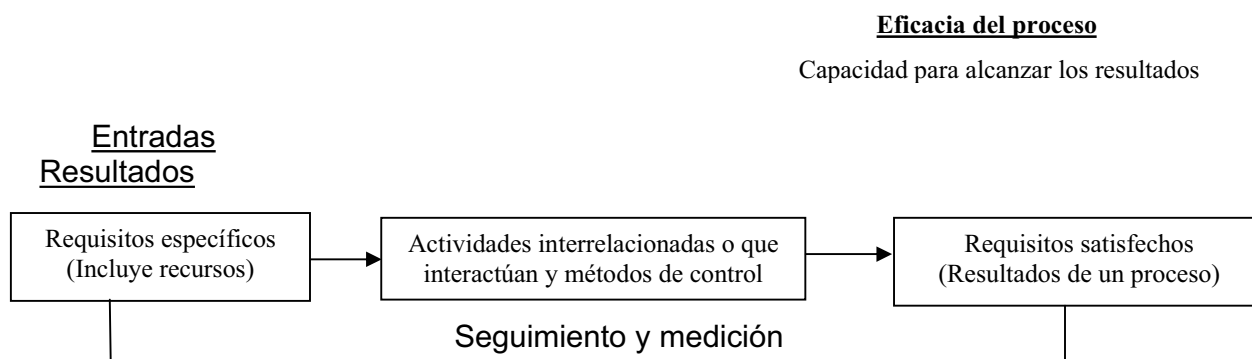 Eficacia del proceso
Capacidad para alcanzar los resultados
Entradas
Resultados
Requisitos específicos
(Incluye recursos)
Actividades interrelacionadas o que
interactúan y métodos de control
Requisitos satisfechos
(Resultados de un proceso)
Seguimiento y medición